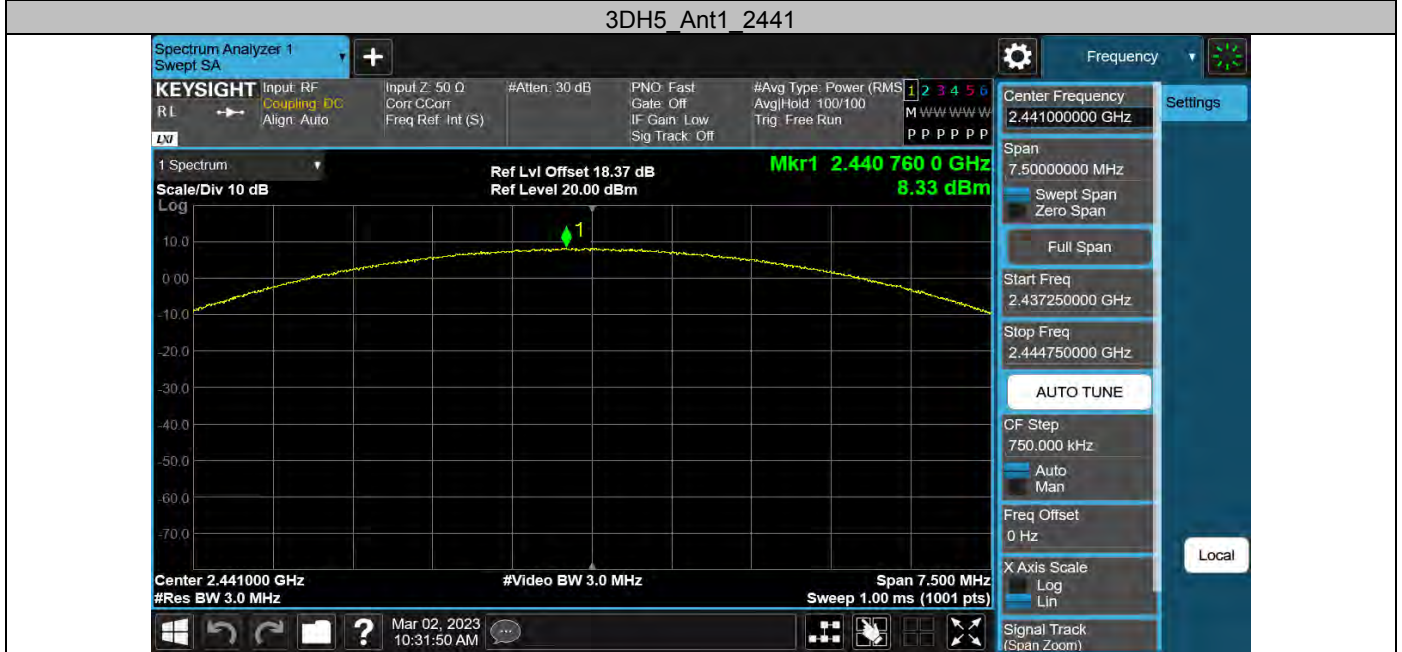 3DH5_Ant1_2441
Spectrum Analyzer 1
Swept SA
+
Frequency
KEYSIGHT
RL
LXI
Input: RF
Coupling: DC
Align: Auto
Input Z: 50 Ω
Corr CCorr
Freq Ref: Int (S)
#Atten: 30 dB
PNO: Fast
Gate: Off
IF Gain: Low
Sig Track: Off
#Avg Type: Power (RMS
Avg|Hold: 100/100
Trig: Free Run
1 2 3 4 5 6
M W W W W W
P P P P P P
1 Spectrum
Scale/Div 10 dB
Log
Ref Lvl Offset 18.37 dB
Ref Level 20.00 dBm
Mkr1 2.440 760 0 GHz
8.33 dBm
1
10.0
0.00
-10.0
-20.0
-30.0
-40.0
-50.0
-60.0
-70.0
Center 2.441000 GHz
#Res BW 3.0 MHz
#Video BW 3.0 MHz
Span 7.500 MHz
Sweep 1.00 ms (1001 pts)
Center Frequency
2.441000000 GHz
Settings
Span
7.50000000 MHz
Swept Span
Zero Span
Full Span
Start Freq
2.437250000 GHz
Stop Freq
2.444750000 GHz
AUTO TUNE
CF Step
750.000 kHz
Auto
Man
Freq Offset
0 Hz
X Axis Scale
Log
Lin
Local
Signal Track
(Span Zoom)
?
Mar 02, 2023
10:31:50 AM